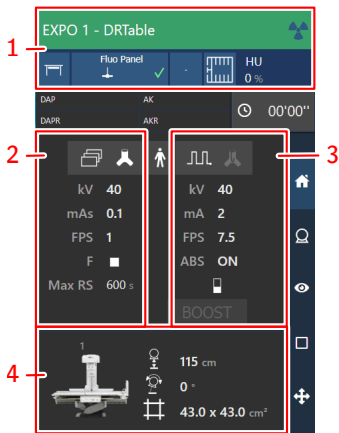 EXPO 1 - DRTable
1
Fluo Panel
HU
0 %
DAP
AK
DAPR
AKR
00'00''
2
3
kV 40
mAs 0.1
FPS 1
F
Max RS 600 s
kV 40
mA 2
FPS 7.5
ABS ON
BOOST
4
1
115 cm
0 °
43.0 x 43.0 cm²